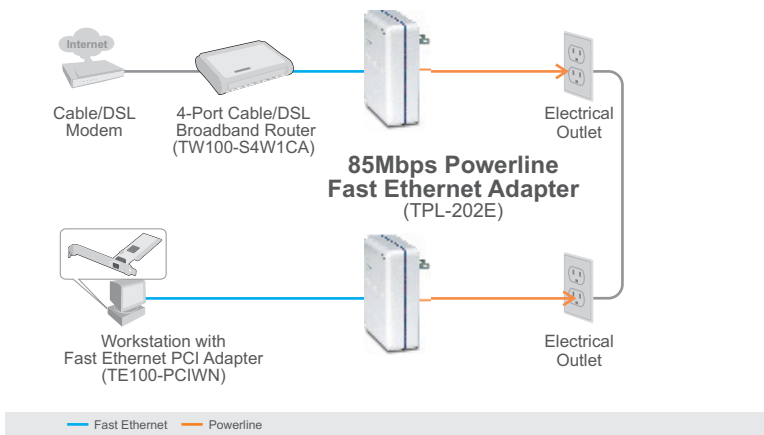 Internet
Cable/DSL
Modem
4-Port Cable/DSL
Broadband Router
(TW100-S4W1CA)
Electrical
Outlet
85Mbps Powerline
Fast Ethernet Adapter
(TPL-202E)
Workstation with
Fast Ethernet PCI Adapter
(TE100-PCIWN)
Electrical
Outlet
Fast Ethernet
Powerline